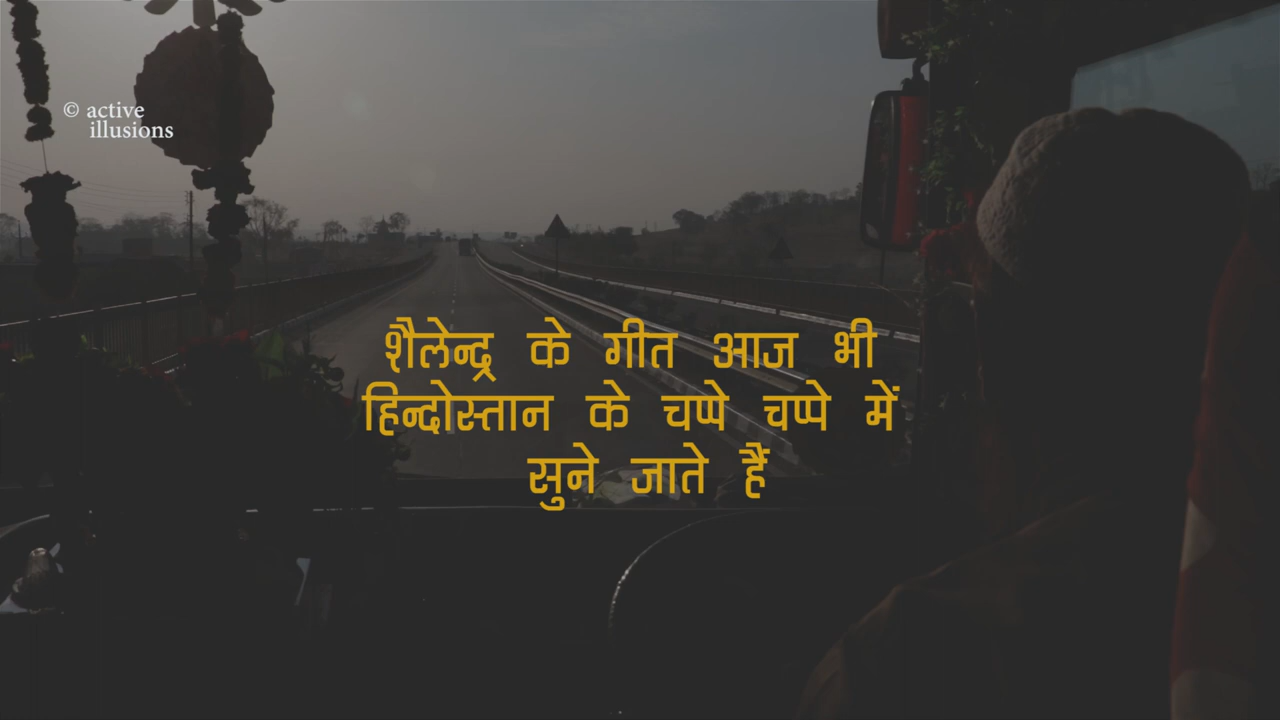 © active
illusions
शैलेन्द्र के गीत आज भी
हिन्दोस्तान के चप्पे चप्पे में
सुने जाते हैं